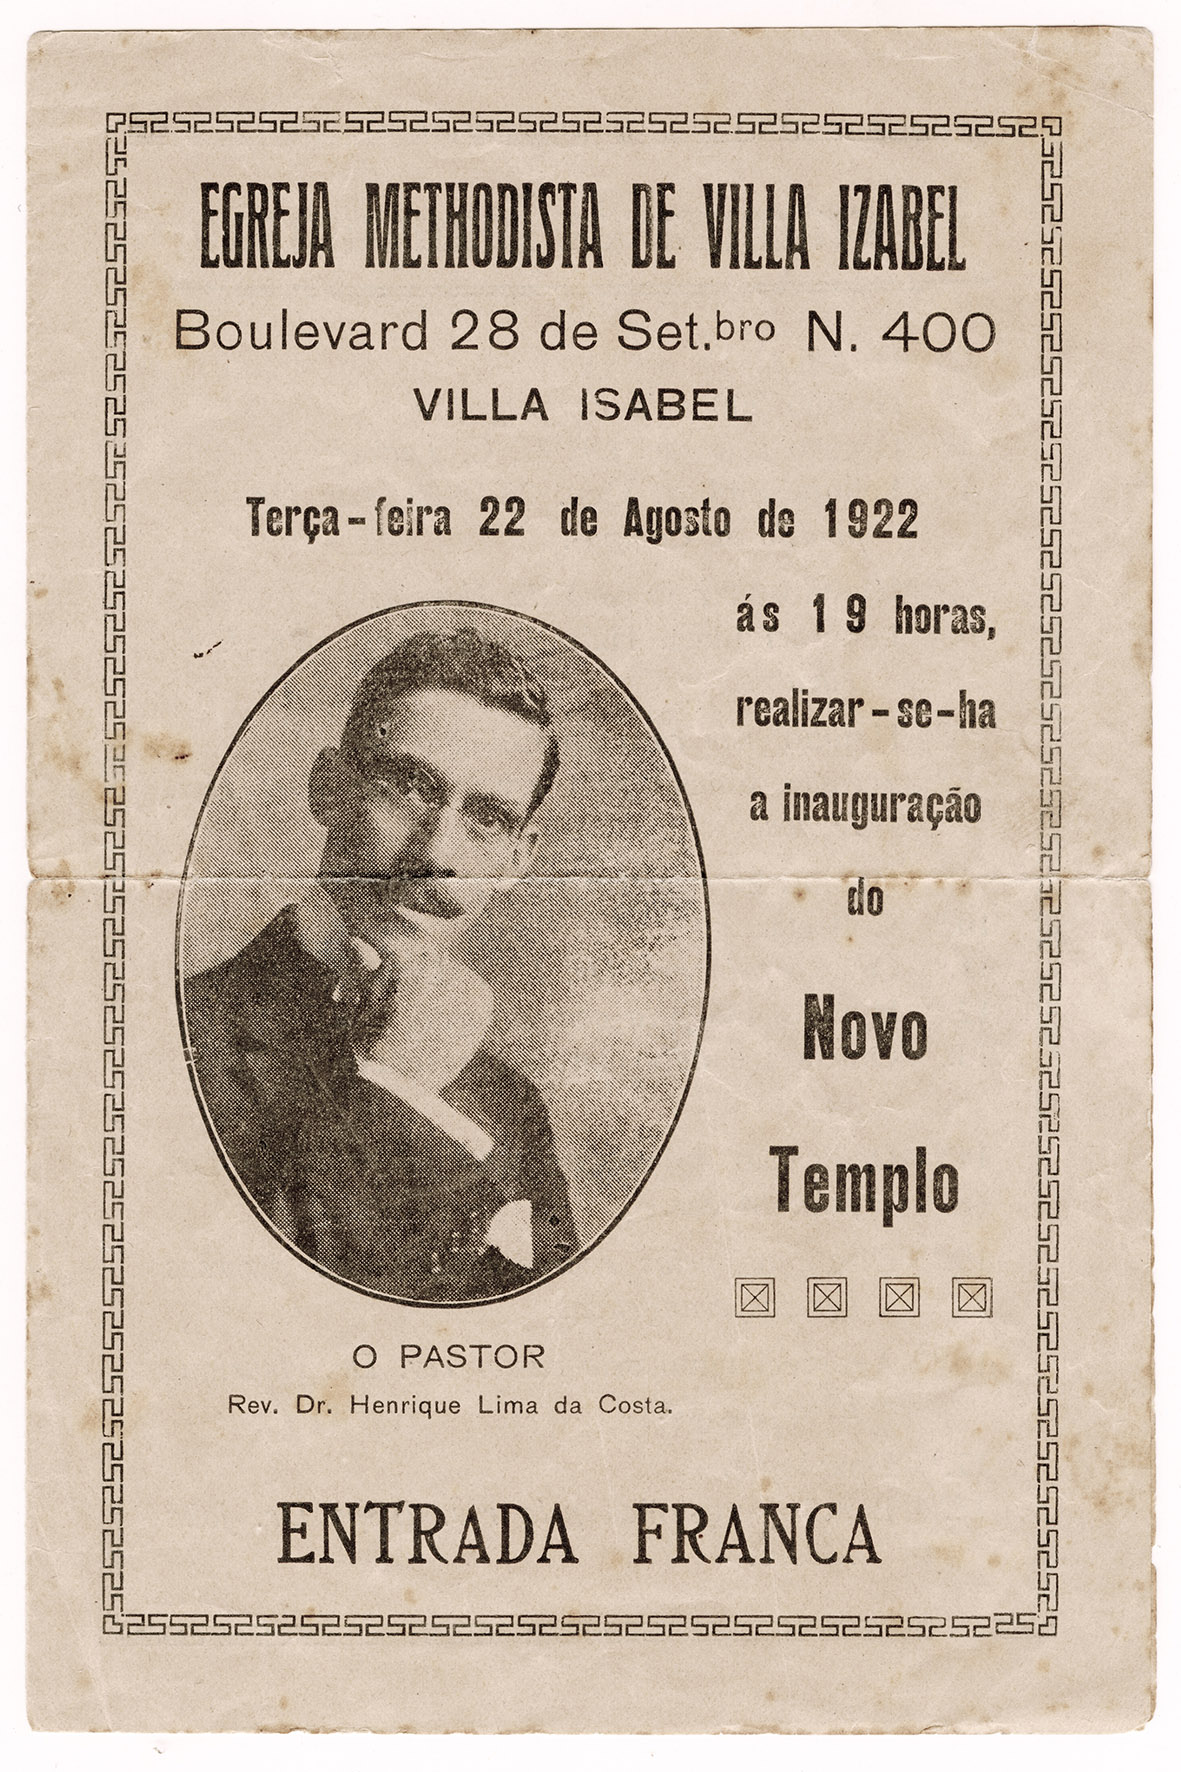 EGREJA METHODISTA DE VILLA IZABEL
Boulevard 28 de Set.bro N. 400
VILLA ISABEL
Terça-feira 22 de Agosto de 1922
ás 19 horas,
realizar-se-ha
a inauguração
do
Novo
Templo
O PASTOR
Rev. Dr. Henrique Lima da Costa.
ENTRADA FRANCA